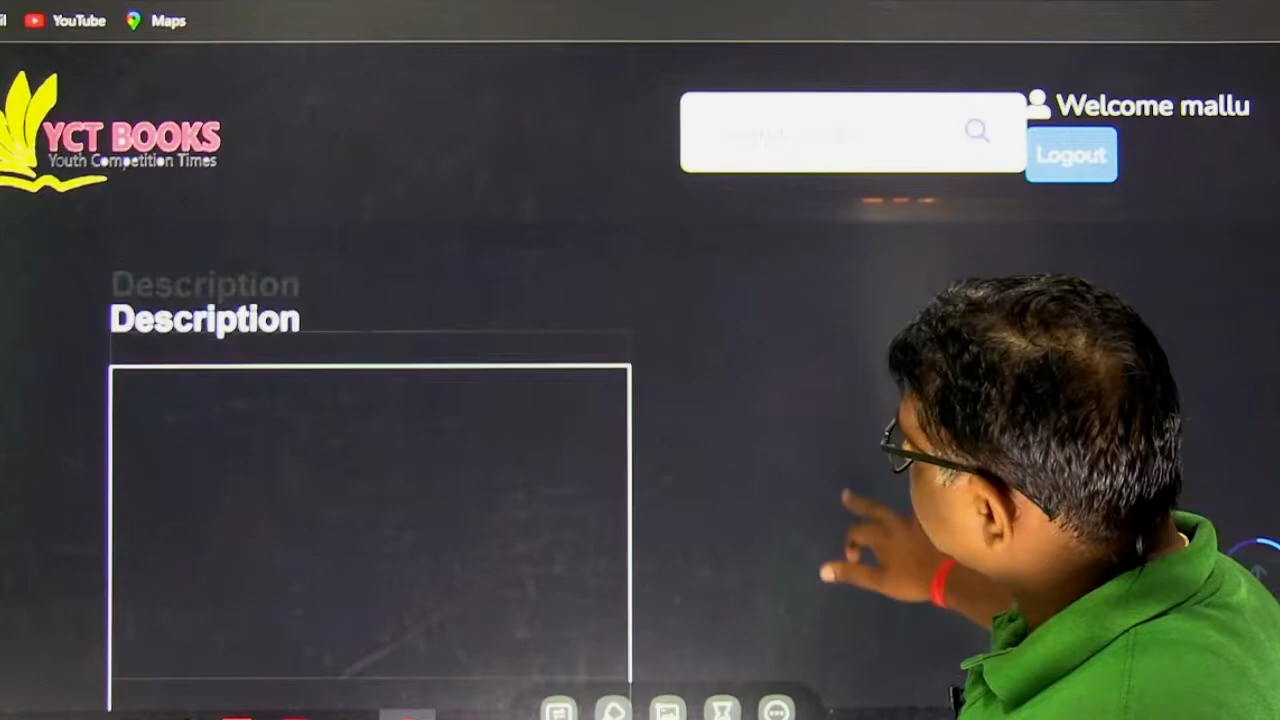 YouTube Maps
YCT BOOKS
Youth Competition Times
Welcome mallu
Logout
Description
Description